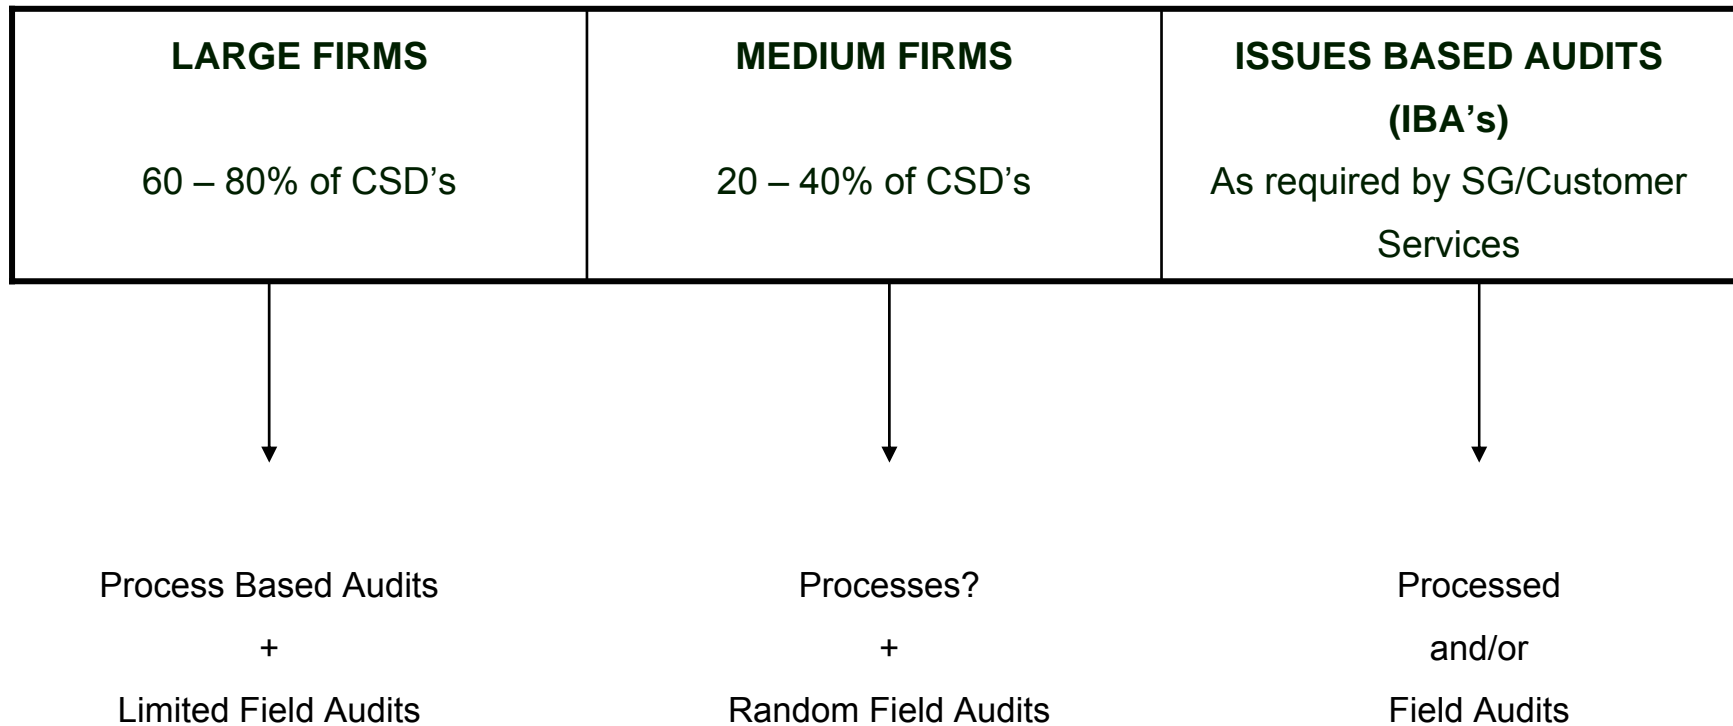 LARGE FIRMS
60 – 80% of CSD’s
MEDIUM FIRMS
20 – 40% of CSD’s
ISSUES BASED AUDITS
(IBA’s)
As required by SG/Customer
Services
Process Based Audits
+
Limited Field Audits
Processes?
+
Random Field Audits
Processed
and/or
Field Audits